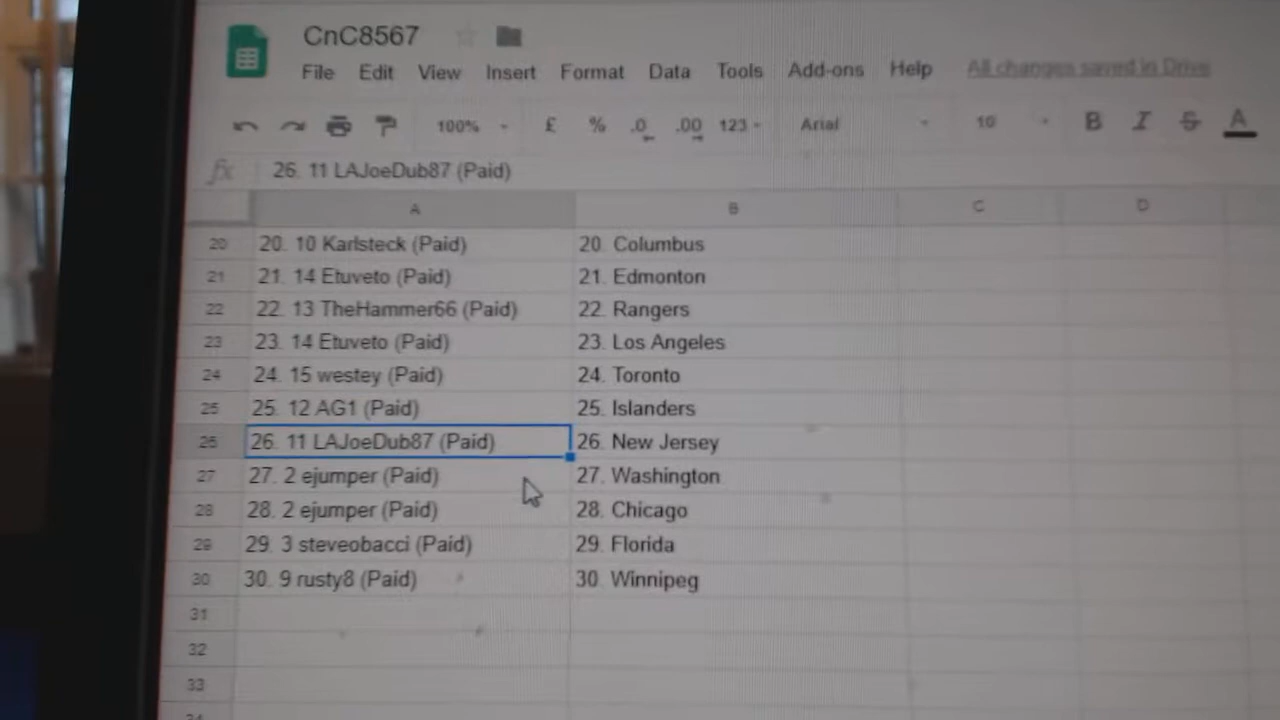 CnC8567
File Edit View Insert Format Data Tools Add-ons Help All changes saved in Drive
100% £ % .0 .00 123 Arial 10 B I S A
fx 26. 11 LAJoeDub87 (Paid)
A B C D
20 20. 10 Karlsteck (Paid) 20. Columbus
21 21. 14 Etuveto (Paid) 21. Edmonton
22 22. 13 TheHammer66 (Paid) 22. Rangers
23 23. 14 Etuveto (Paid) 23. Los Angeles
24 24. 15 westey (Paid) 24. Toronto
25 25. 12 AG1 (Paid) 25. Islanders
26 26. 11 LAJoeDub87 (Paid) 26. New Jersey
27 27. 2 ejumper (Paid) 27. Washington
28 28. 2 ejumper (Paid) 28. Chicago
29 29. 3 steveobacci (Paid) 29. Florida
30 30. 9 rusty8 (Paid) 30. Winnipeg
31
32
33
34